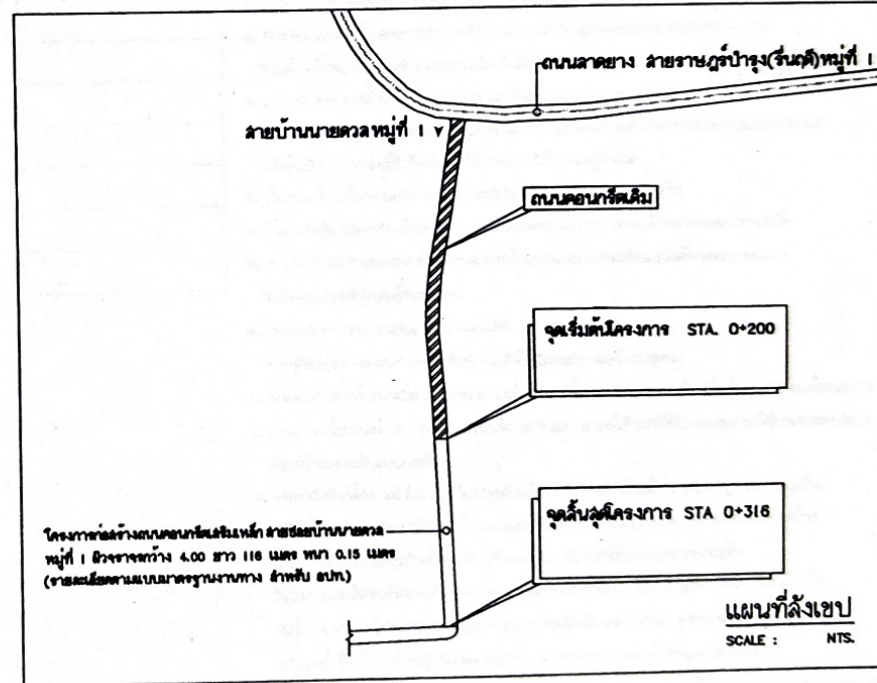 ถนนลาดยาง สายราษฎร์บำรุง(รื่นฤดี)หมู่ที่ 1
สายบ้านนายดวล หมู่ที่ 1
ถนนคอนกรีตเดิม
จุดเริ่มต้นโครงการ STA. 0+200
จุดสิ้นสุดโครงการ STA 0+316
โครงการก่อสร้างถนนคอนกรีตเสริมเหล็ก สายซอยบ้านนายดวล
หมู่ที่ 1 ผิวจราจรกว้าง 4.00 ยาว 116 เมตร หนา 0.15 เมตร
(รายละเอียดตามแบบมาตรฐานงานทาง สำหรับ อปท.)
แผนที่สังเขป
SCALE : NTS.